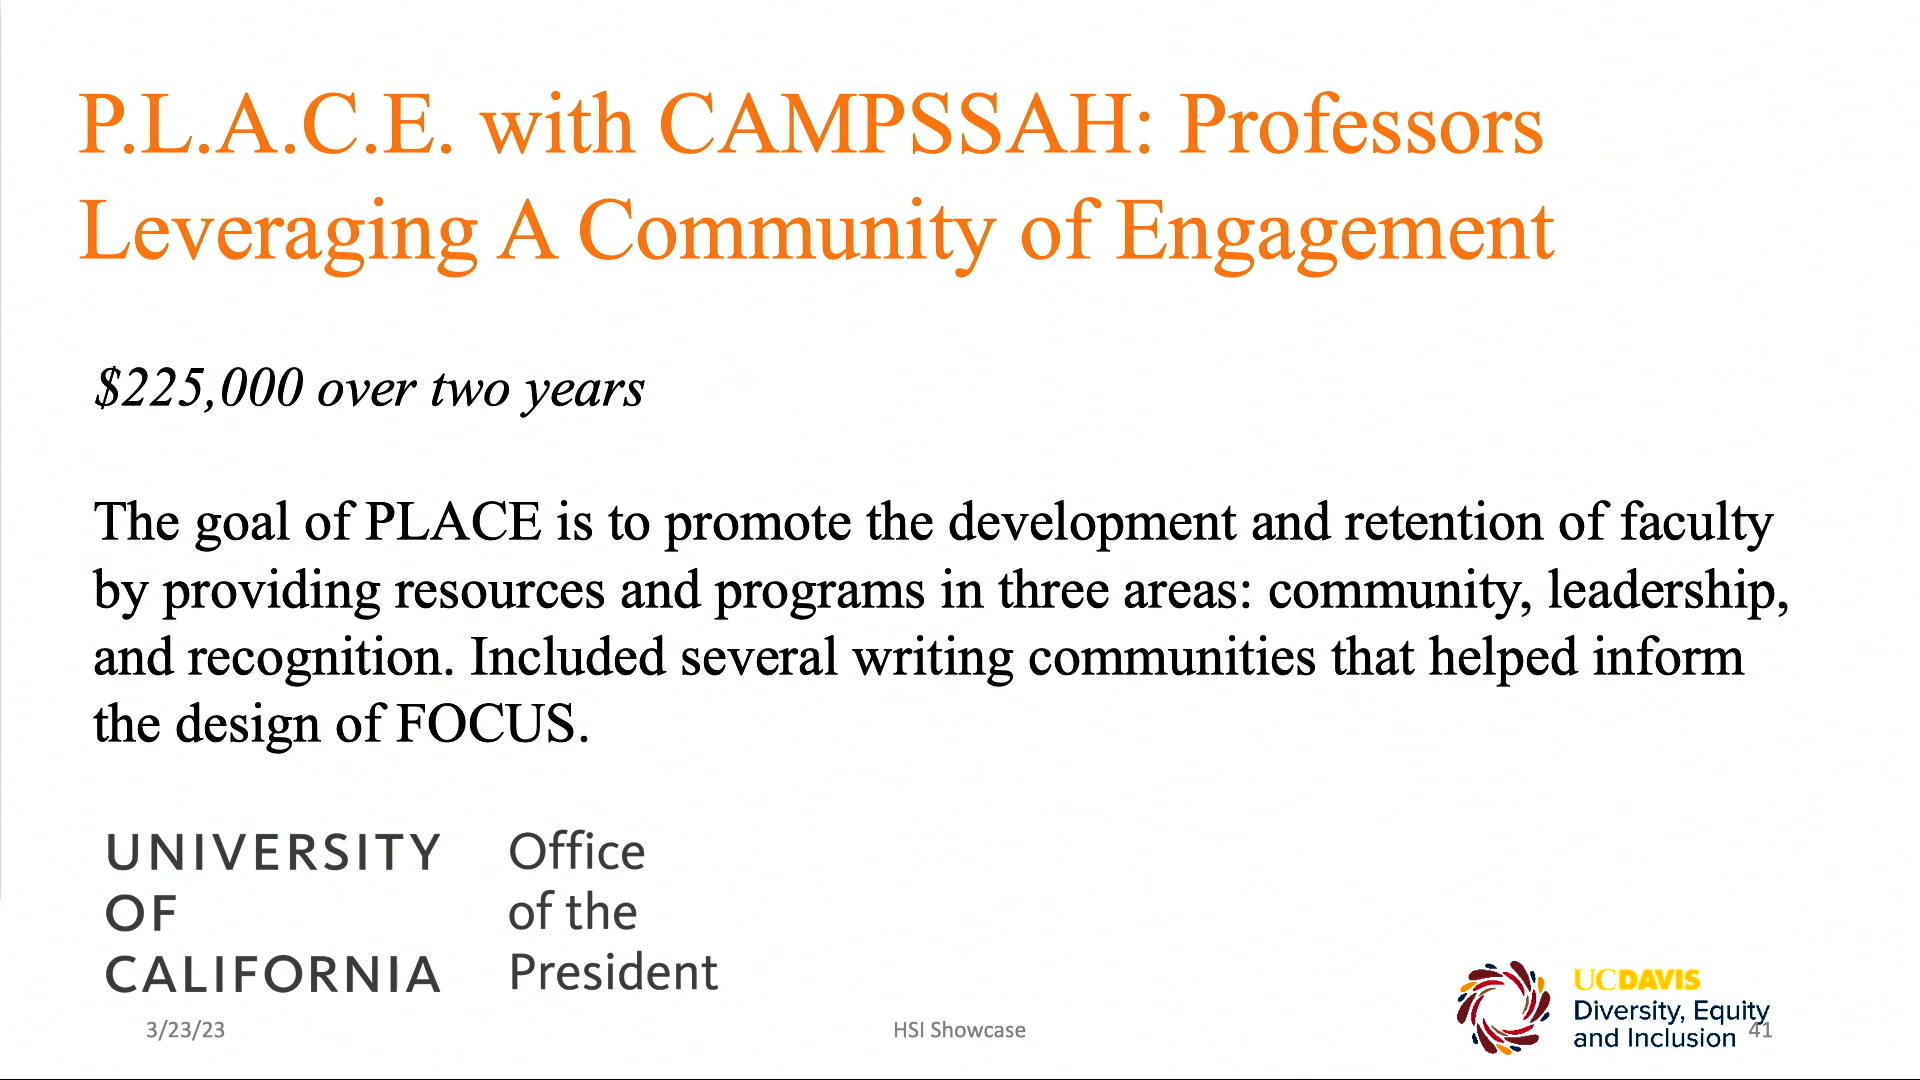 P.L.A.C.E. with CAMPSSAH: Professors
Leveraging A Community of Engagement
$225,000 over two years
The goal of PLACE is to promote the development and retention of faculty
by providing resources and programs in three areas: community, leadership,
and recognition. Included several writing communities that helped inform
the design of FOCUS.
UNIVERSITY
OF
CALIFORNIA
Office
of the
President
3/23/23
HSI Showcase
UCDAVIS
Diversity, Equity
and Inclusion
41